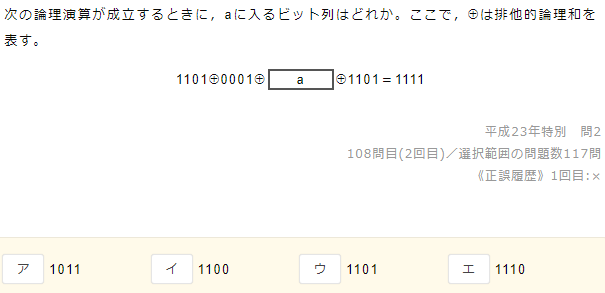 次の論理演算が成立するときに，aに入るビット列はどれか。ここで，⊕は排他的論理和を
表す。
1101⊕0001⊕ a ⊕1101＝1111
平成23年特別　問2
108問目(2回目)／選択範囲の問題数117問
《正誤履歴》1回目:×
ア 1011 イ 1100 ウ 1101 エ 1110